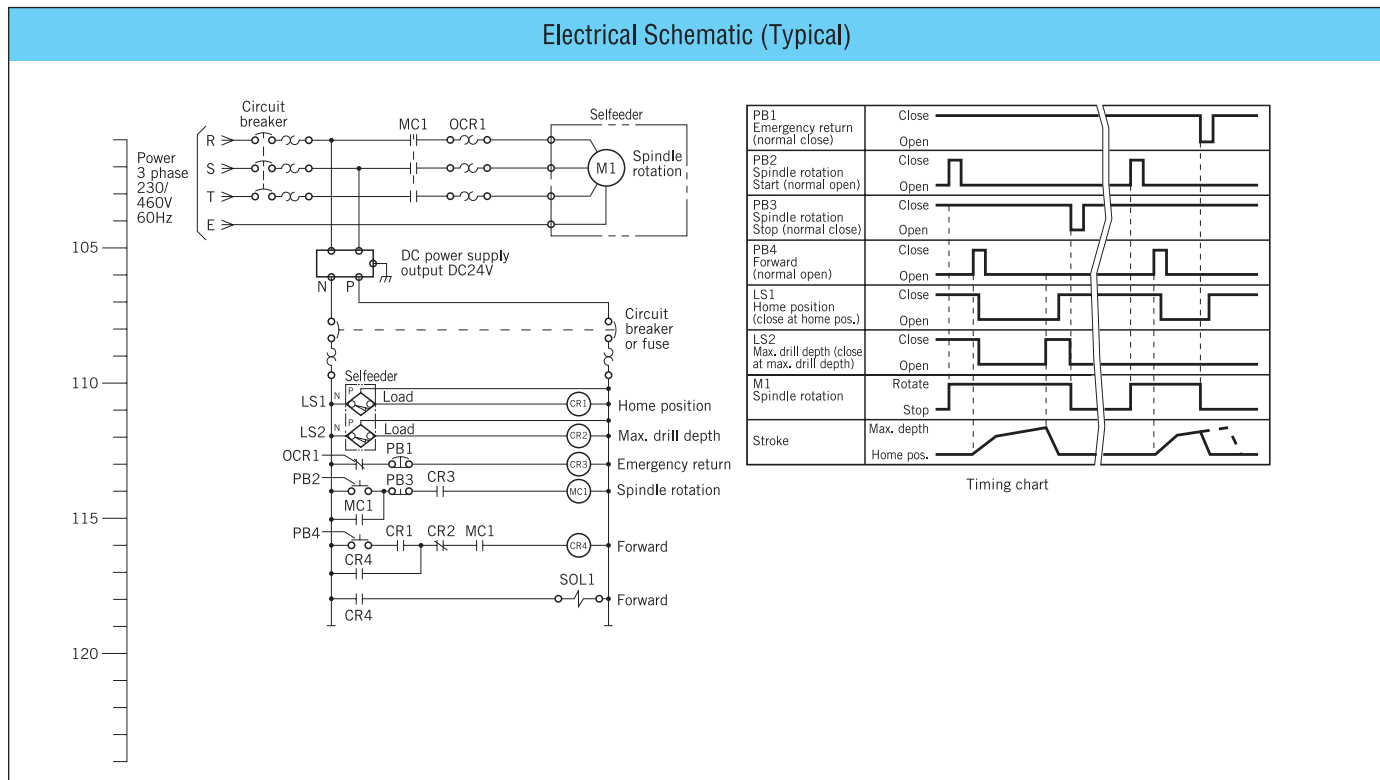 Electrical Schematic (Typical)
Circuit
breaker
MC1
OCR1
Selfeeder
R
S
T
E
Power
3 phase
230/
460V
60Hz
M1
Spindle
rotation
105
DC power supply
output DC24V
N
P
Circuit
breaker
or fuse
110
Selfeeder
LS1
N
P
Load
CR1
Home position
LS2
N
P
Load
CR2
Max. drill depth
OCR1
PB1
CR3
Emergency return
PB2
PB3
CR3
MC1
Spindle rotation
MC1
115
PB4
CR1
CR2
MC1
CR4
Forward
CR4
SOL1
Forward
CR4
120
PB1
Emergency return
(normal close)
Close
Open
PB2
Spindle rotation
Start (normal open)
Close
Open
PB3
Spindle rotation
Stop (normal close)
Close
Open
PB4
Forward
(normal open)
Close
Open
LS1
Home position
(close at home pos.)
Close
Open
LS2
Max. drill depth (close
at max. drill depth)
Close
Open
M1
Spindle rotation
Rotate
Stop
Stroke
Max. depth
Home pos.
Timing chart